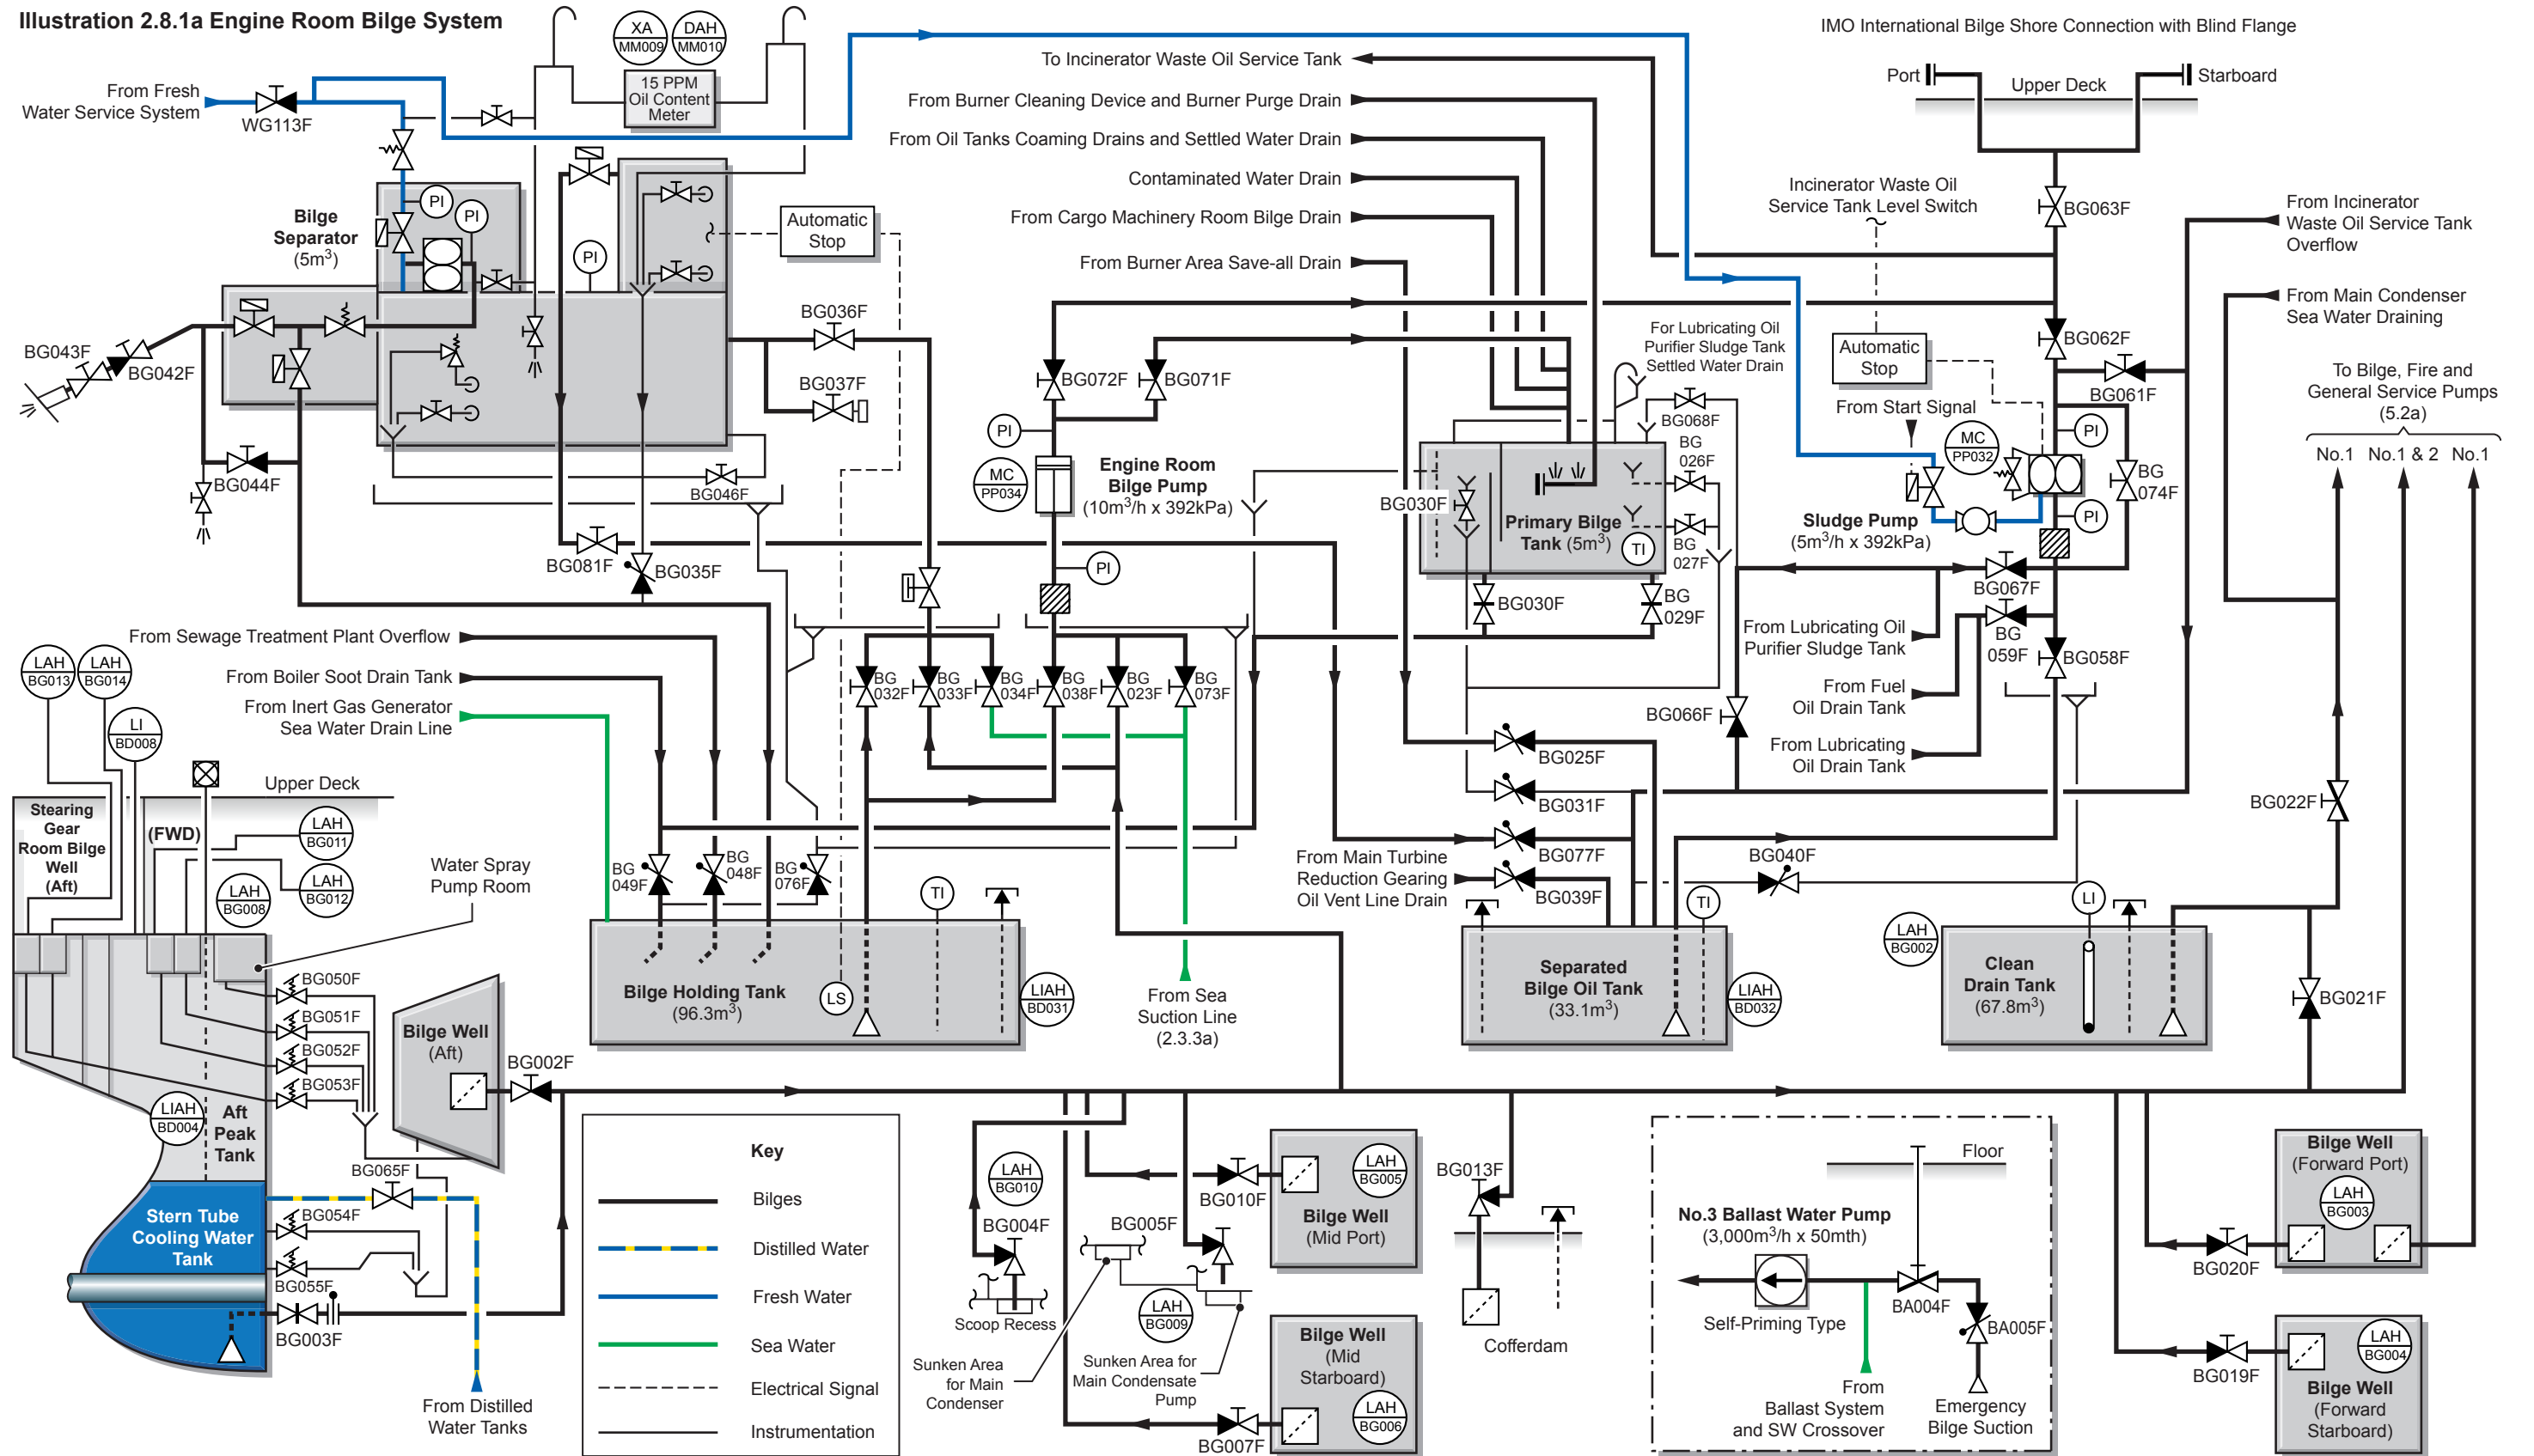 Illustration 2.8.1a Engine Room Bilge System
XA
MM009
DAH
MM010
15 PPM
Oil Content
Meter
From Fresh
Water Service System
WG113F
Bilge
Separator
(5m³)
PI
PI
PI
Automatic
Stop
BG043F
BG042F
BG044F
BG036F
BG037F
BG046F
BG081F
BG035F
To Incinerator Waste Oil Service Tank
From Burner Cleaning Device and Burner Purge Drain
From Oil Tanks Coaming Drains and Settled Water Drain
Contaminated Water Drain
From Cargo Machinery Room Bilge Drain
From Burner Area Save-all Drain
IMO International Bilge Shore Connection with Blind Flange
Port
Upper Deck
Starboard
Incinerator Waste Oil
Service Tank Level Switch
BG063F
From Incinerator
Waste Oil Service Tank
Overflow
From Main Condenser
Sea Water Draining
For Lubricating Oil
Purifier Sludge Tank
Settled Water Drain
Automatic
Stop
BG062F
BG061F
To Bilge, Fire and
General Service Pumps
(5.2a)
No.1
No.1 & 2
No.1
From Start Signal
BG072F
BG071F
PI
MC
PP034
Engine Room
Bilge Pump
(10m³/h x 392kPa)
PI
BG068F
BG
026F
BG030F
Primary Bilge
Tank (5m³)
TI
BG
027F
BG030F
BG
029F
MC
PP032
PI
BG
074F
Sludge Pump
(5m³/h x 392kPa)
PI
BG067F
From Lubricating Oil
Purifier Sludge Tank
BG
059F
BG058F
From Fuel
Oil Drain Tank
BG066F
From Lubricating
Oil Drain Tank
From Sewage Treatment Plant Overflow
From Boiler Soot Drain Tank
From Inert Gas Generator
Sea Water Drain Line
BG
032F
BG
033F
BG
034F
BG
038F
BG
023F
BG
073F
BG025F
BG031F
BG077F
BG039F
From Main Turbine
Reduction Gearing
Oil Vent Line Drain
BG040F
BG022F
BG021F
LAH
BG013
LAH
BG014
LI
BD008
Upper Deck
Stearing
Gear
Room Bilge
Well
(Aft)
(FWD)
LAH
BG011
LAH
BG012
LAH
BG008
Water Spray
Pump Room
BG
049F
BG
048F
BG
076F
TI
Bilge Holding Tank
(96.3m³)
LS
LIAH
BD031
From Sea
Suction Line
(2.3.3a)
TI
Separated
Bilge Oil Tank
(33.1m³)
LIAH
BD032
LAH
BG002
LI
Clean
Drain Tank
(67.8m³)
BG050F
BG051F
BG052F
BG053F
Bilge Well
(Aft)
BG002F
LIAH
BD004
Aft
Peak
Tank
BG065F
Stern Tube
Cooling Water
Tank
BG054F
BG055F
BG003F
From Distilled
Water Tanks
Key
Bilges
Distilled Water
Fresh Water
Sea Water
Electrical Signal
Instrumentation
LAH
BG010
BG004F
Scoop Recess
Sunken Area
for Main
Condenser
BG005F
LAH
BG009
Sunken Area for
Main Condensate
Pump
BG010F
LAH
BG005
Bilge Well
(Mid Port)
Bilge Well
(Mid
Starboard)
LAH
BG006
BG007F
BG013F
Cofferdam
Floor
No.3 Ballast Water Pump
(3,000m³/h x 50mth)
Self-Priming Type
BA004F
BA005F
From
Ballast System
and SW Crossover
Emergency
Bilge Suction
Bilge Well
(Forward Port)
LAH
BG003
BG020F
LAH
BG004
BG019F
Bilge Well
(Forward
Starboard)